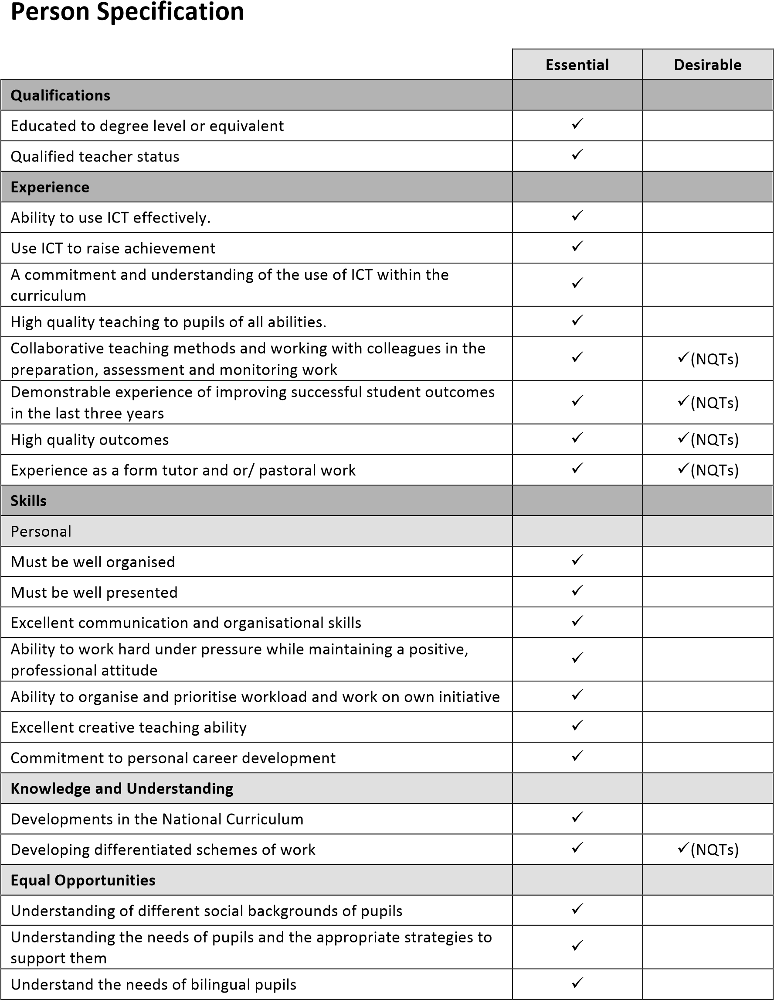 Person Specification
Essential Desirable
Qualifications
Educated to degree level or equivalent ✓
Qualified teacher status ✓
Experience
Ability to use ICT effectively. ✓
Use ICT to raise achievement ✓
A commitment and understanding of the use of ICT within the
curriculum ✓
High quality teaching to pupils of all abilities. ✓
Collaborative teaching methods and working with colleagues in the
preparation, assessment and monitoring work ✓ ✓(NQTs)
Demonstrable experience of improving successful student outcomes
in the last three years ✓ ✓(NQTs)
High quality outcomes ✓ ✓(NQTs)
Experience as a form tutor and or/ pastoral work ✓ ✓(NQTs)
Skills
Personal
Must be well organised ✓
Must be well presented ✓
Excellent communication and organisational skills ✓
Ability to work hard under pressure while maintaining a positive,
professional attitude ✓
Ability to organise and prioritise workload and work on own initiative ✓
Excellent creative teaching ability ✓
Commitment to personal career development ✓
Knowledge and Understanding
Developments in the National Curriculum ✓
Developing differentiated schemes of work ✓ ✓(NQTs)
Equal Opportunities
Understanding of different social backgrounds of pupils ✓
Understanding the needs of pupils and the appropriate strategies to
support them ✓
Understand the needs of bilingual pupils ✓